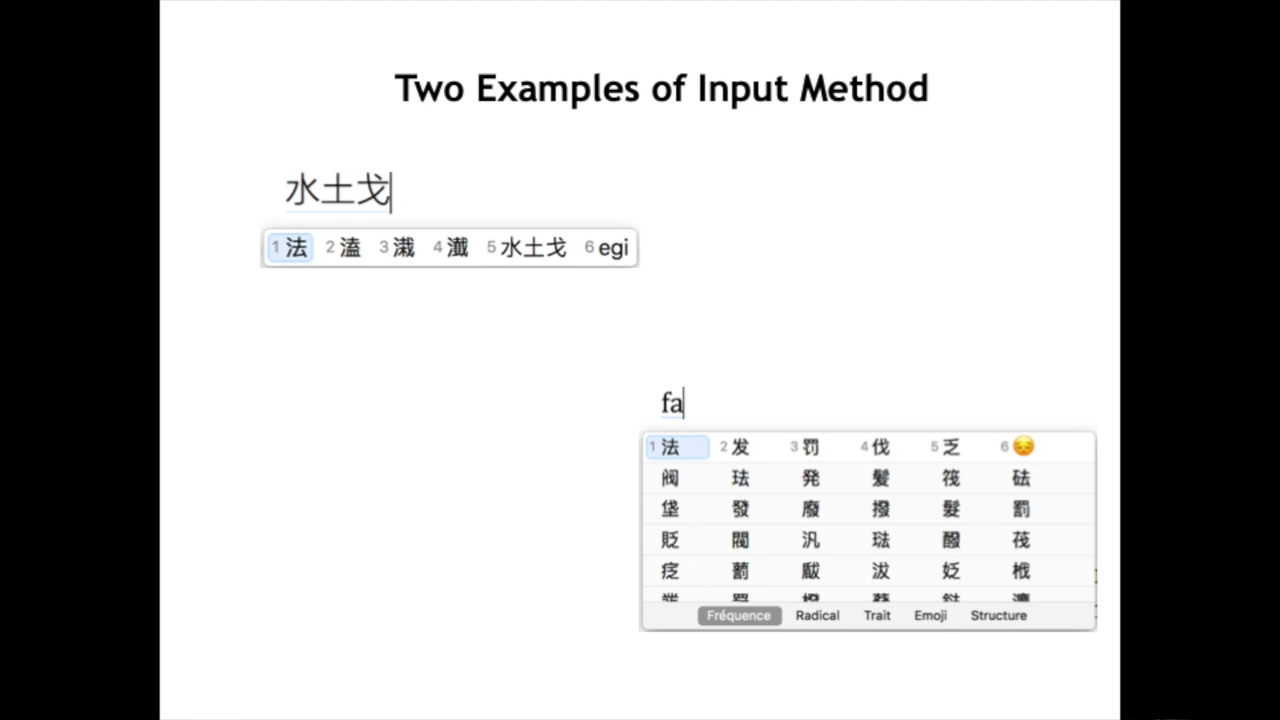 Two Examples of Input Method
水土戈
1 法 2 溘 3 渽 4 瀐 5 水土戈 6 egi
fa
1 法 2 发 3 罚 4 伐 5 乏 6 😔
阀 珐 発 髪 筏 砝
垡 發 廢 撥 髮 罰
貶 閥 汎 琺 醱 茷
疺 藅 瞂 泼 姂 栰
Fréquence Radical Trait Emoji Structure